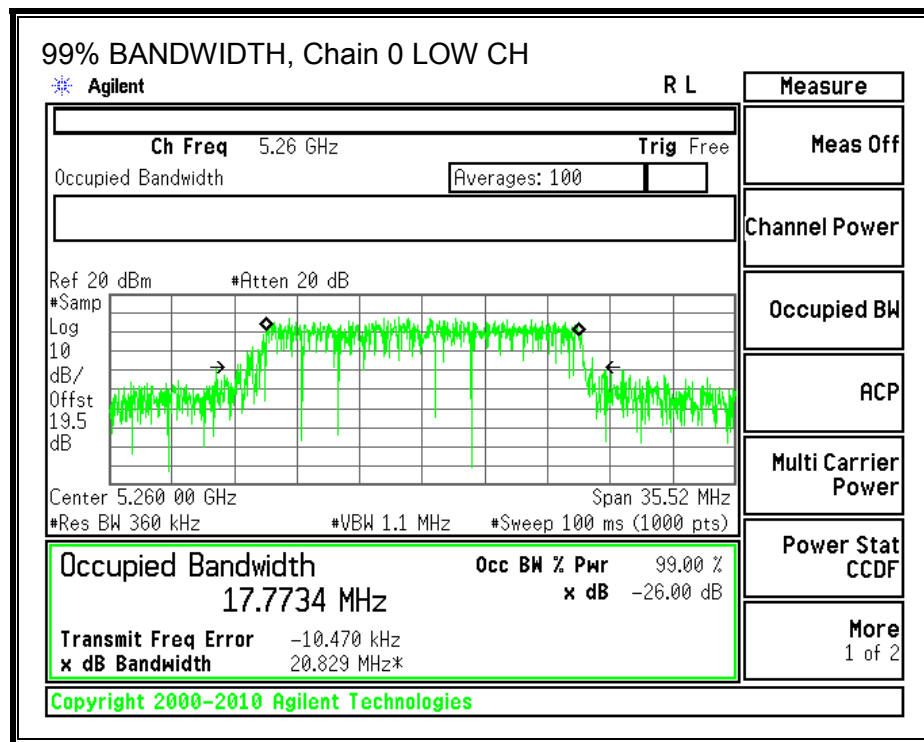 99% BANDWIDTH, Chain 0 LOW CH
Agilent R L Measure
Ch Freq 5.26 GHz Trig Free
Meas Off
Occupied Bandwidth Averages: 100
Channel Power
Ref 20 dBm #Atten 20 dB
#Samp
Log
10
dB/
Offst
19.5
dB
Occupied BW
ACP
Multi Carrier
Power
Center 5.260 00 GHz Span 35.52 MHz
#Res BW 360 kHz #VBW 1.1 MHz #Sweep 100 ms (1000 pts)
Power Stat
CCDF
Occupied Bandwidth Occ BW % Pwr 99.00 %
17.7734 MHz x dB -26.00 dB
Transmit Freq Error -10.470 kHz
x dB Bandwidth 20.829 MHz*
More
1 of 2
Copyright 2000-2010 Agilent Technologies